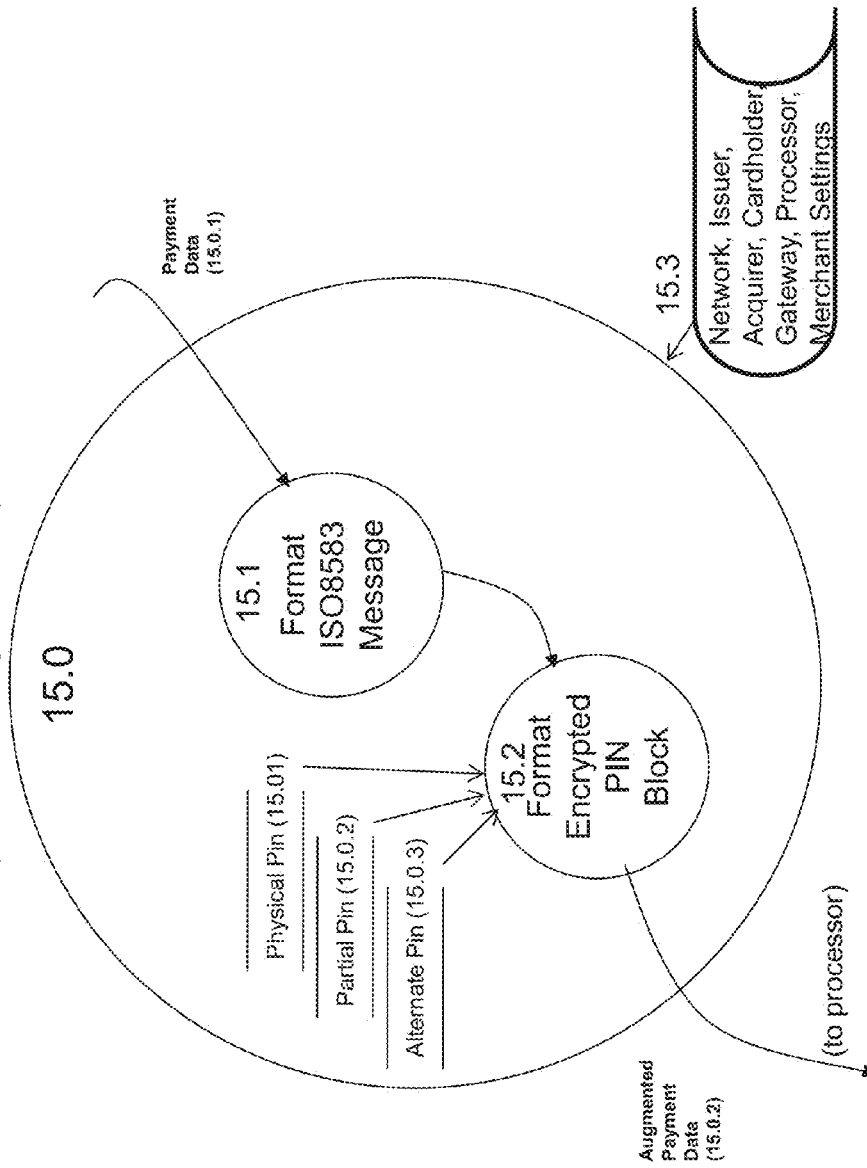 15.0
Payment
Data
(15.0.1)
15.1
Format
ISO8583
Message
Physical Pin (15.01)
Partial Pin (15.0.2)
Alternate Pin (15.0.3)
15.2
Format
Encrypted
PIN
Block
15.3
Network, Issuer,
Acquirer, Cardholder,
Gateway, Processor,
Merchant Settings
Augmented
Payment
Data
(15.0.2)
(to processor)